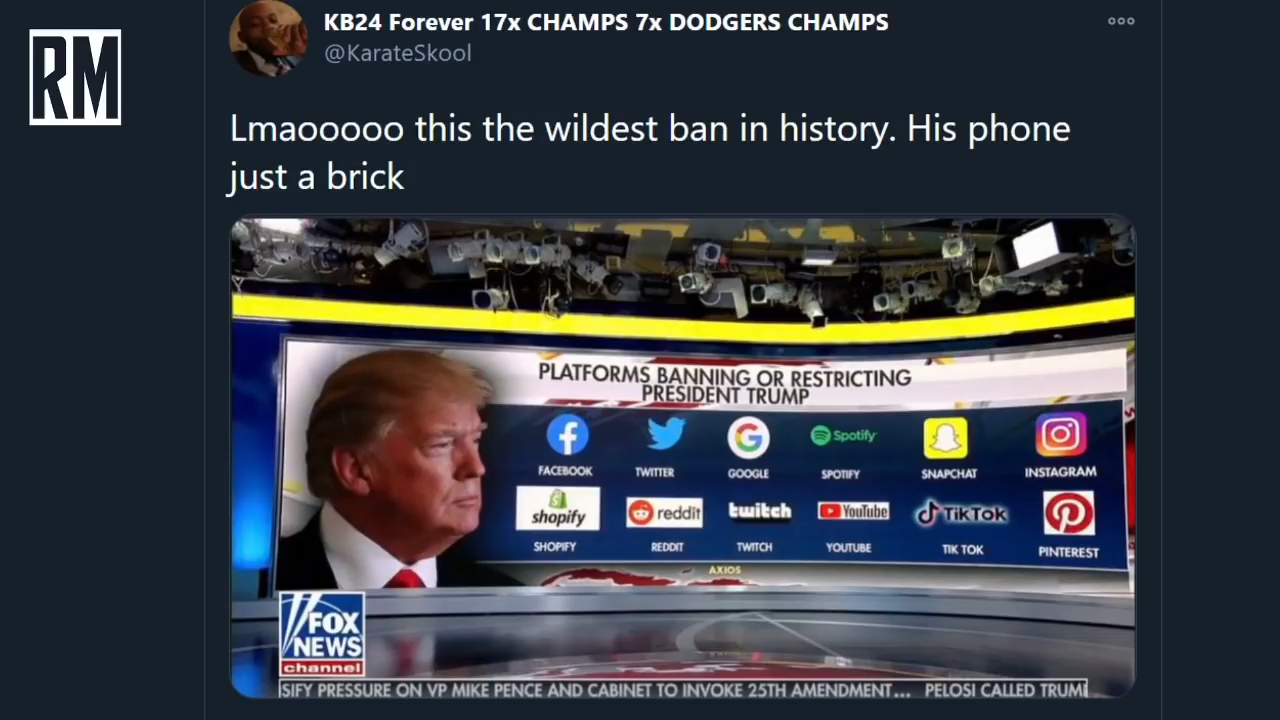 RM
KB24 Forever 17x CHAMPS 7x DODGERS CHAMPS
@KarateSkool
Lmaooooo this the wildest ban in history. His phone
just a brick
PLATFORMS BANNING OR RESTRICTING
PRESIDENT TRUMP
FACEBOOK TWITTER GOOGLE Spotify SPOTIFY SNAPCHAT INSTAGRAM
shopify reddit twitch YouTube TikTok
SHOPIFY REDDIT TWITCH YOUTUBE TIK TOK PINTEREST
AXIOS
FOX
NEWS
channel
SIFY PRESSURE ON VP MIKE PENCE AND CABINET TO INVOKE 25TH AMENDMENT... PELOSI CALLED TRUM